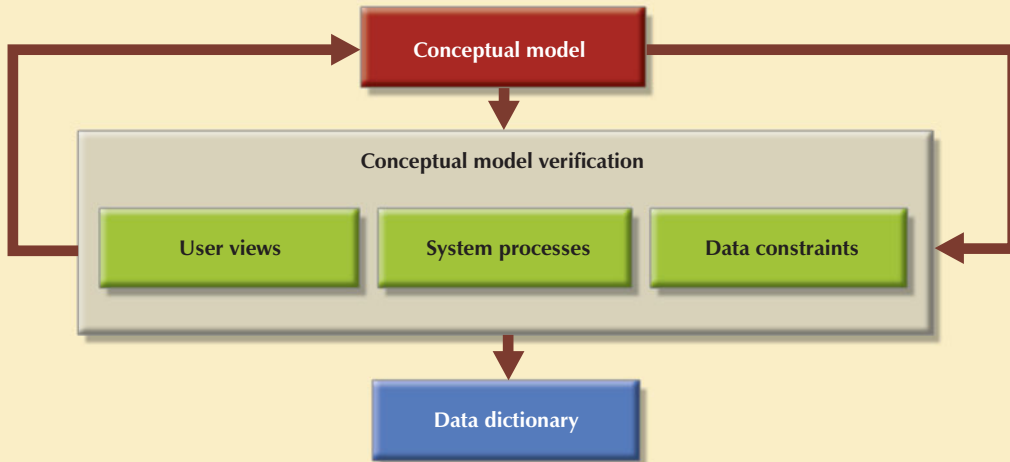 Conceptual model
Conceptual model verification
User views
System processes
Data constraints
Data dictionary